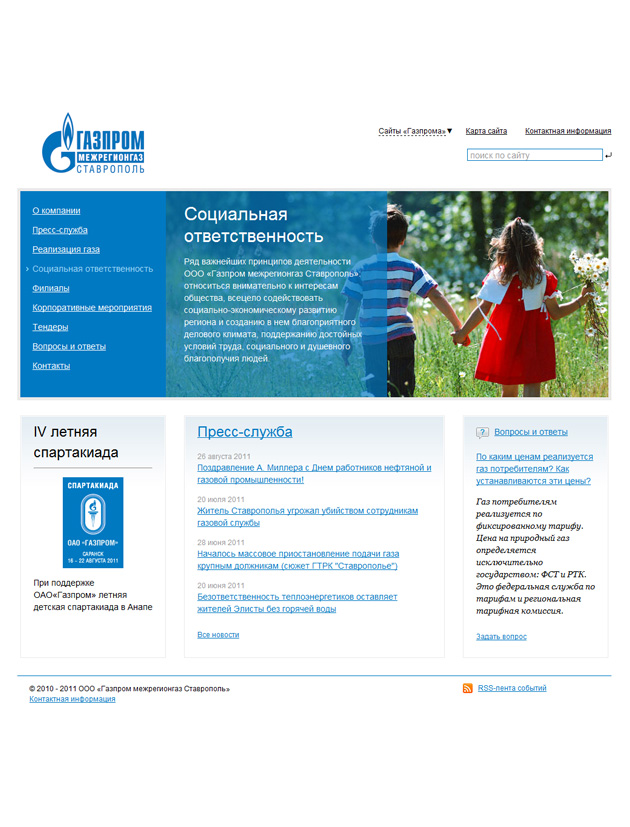 ГАЗПРОМ
МЕЖРЕГИОНГАЗ
СТАВРОПОЛЬ
Сайты «Газпрома»▼ Карта сайта Контактная информация
поиск по сайту
О компании
Пресс-служба
Реализация газа
› Социальная ответственность
Филиалы
Корпоративные мероприятия
Тендеры
Вопросы и ответы
Контакты
Социальная
ответственность
Ряд важнейших принципов деятельности
ООО «Газпром межрегионгаз Ставрополь»:
относиться внимательно к интересам
общества, всецело содействовать
социально-экономическому развитию
региона и созданию в нем благоприятного
делового климата, поддержанию достойных
условий труда, социального и душевного
благополучия людей.
IV летняя
спартакиада
СПАРТАКИАДА
ОАО «ГАЗПРОМ»
САРАНСК
16 – 22 АВГУСТА 2011
При поддержке
ОАО«Газпром» летняя
детская спартакиада в Анапе
Пресс-служба
26 августа 2011
Поздравление А. Миллера с Днем работников нефтяной и
газовой промышленности!
20 июля 2011
Житель Ставрополья угрожал убийством сотрудникам
газовой службы
28 июня 2011
Началось массовое приостановление подачи газа
крупным должникам (сюжет ГТРК "Ставрополье")
20 июня 2011
Безответственность теплоэнергетиков оставляет
жителей Элисты без горячей воды
Все новости
Вопросы и ответы
По каким ценам реализуется
газ потребителям? Как
устанавливаются эти цены?
Газ потребителям
реализуется по
фиксированному тарифу.
Цена на природный газ
определяется
исключительно
государством: ФСТ и РТК.
Это федеральная служба по
тарифам и региональная
тарифная комиссия.
Задать вопрос
© 2010 - 2011 ООО «Газпром межрегионгаз Ставрополь»
Контактная информация
RSS-лента событий